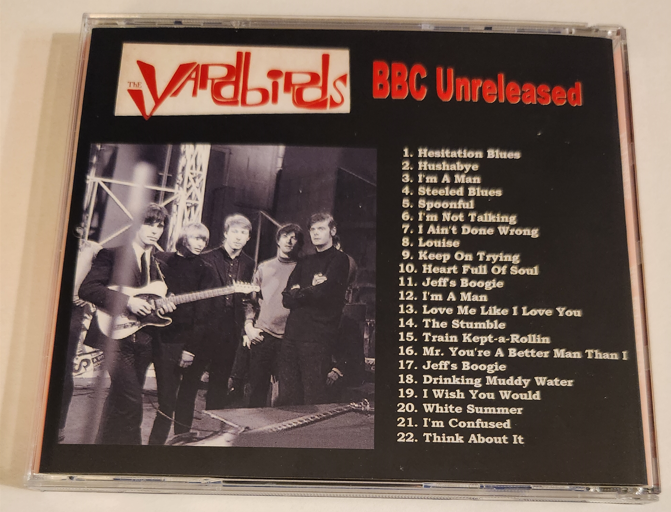 THE YARDBIRDS
BBC Unreleased
1. Hesitation Blues
2. Hushabye
3. I'm A Man
4. Steeled Blues
5. Spoonful
6. I'm Not Talking
7. I Ain't Done Wrong
8. Louise
9. Keep On Trying
10. Heart Full Of Soul
11. Jeff's Boogie
12. I'm A Man
13. Love Me Like I Love You
14. The Stumble
15. Train Kept-a-Rollin
16. Mr. You're A Better Man Than I
17. Jeff's Boogie
18. Drinking Muddy Water
19. I Wish You Would
20. White Summer
21. I'm Confused
22. Think About It